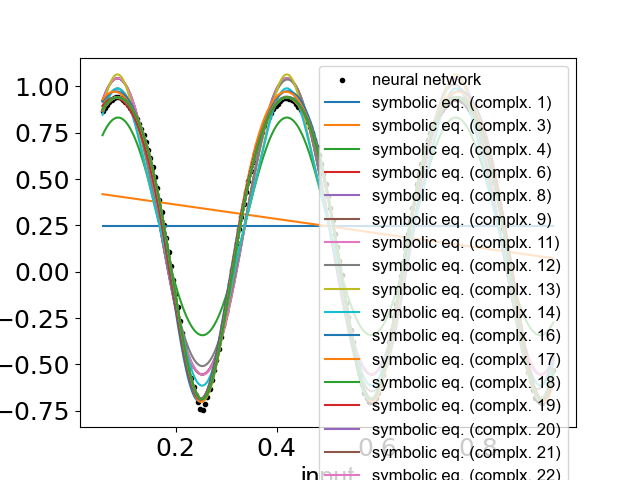 1.00
0.75
0.50
0.25
0.00
−0.25
−0.50
−0.75
0.2
0.4
0.6
0.8
input
neural network
symbolic eq. (complx. 1)
symbolic eq. (complx. 3)
symbolic eq. (complx. 4)
symbolic eq. (complx. 6)
symbolic eq. (complx. 8)
symbolic eq. (complx. 9)
symbolic eq. (complx. 11)
symbolic eq. (complx. 12)
symbolic eq. (complx. 13)
symbolic eq. (complx. 14)
symbolic eq. (complx. 16)
symbolic eq. (complx. 17)
symbolic eq. (complx. 18)
symbolic eq. (complx. 19)
symbolic eq. (complx. 20)
symbolic eq. (complx. 21)
symbolic eq. (complx. 22)